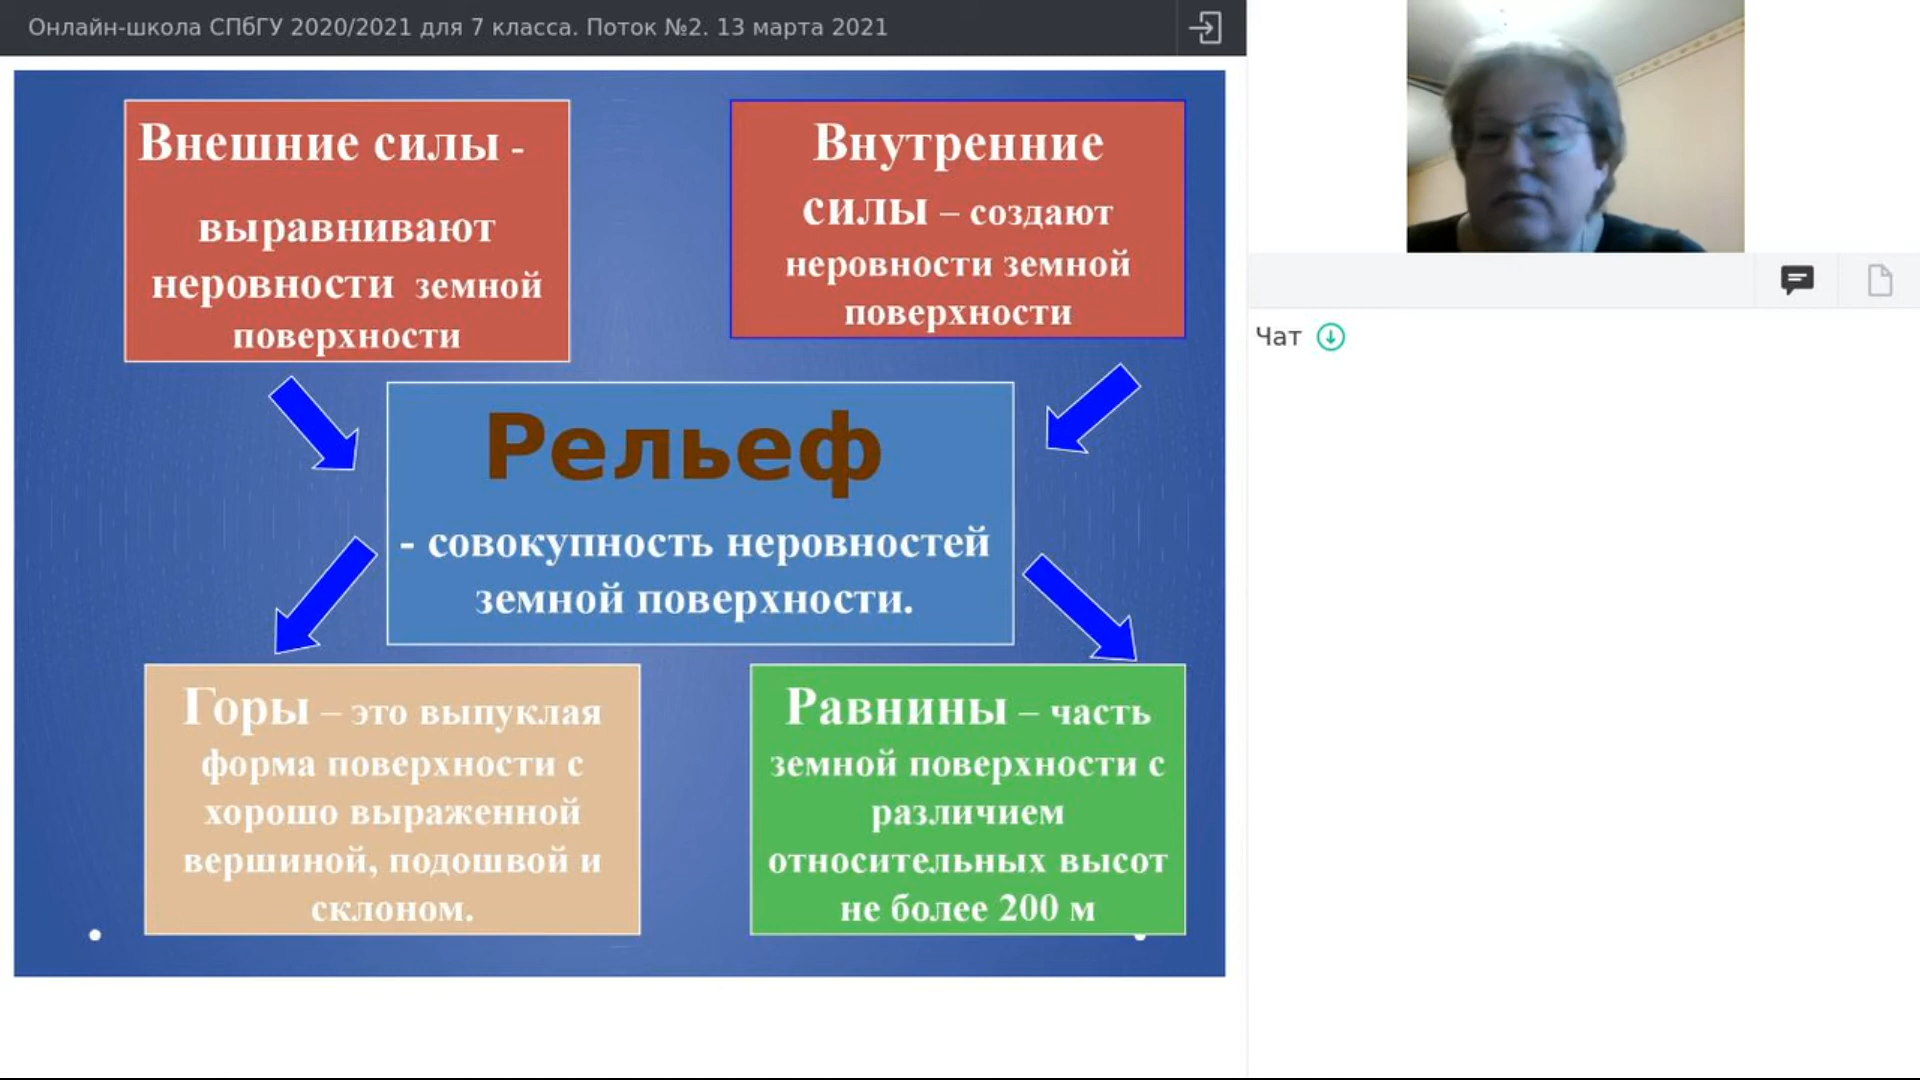 Онлайн-школа СПбГУ 2020/2021 для 7 класса. Поток №2. 13 марта 2021
Внешние силы -
выравнивают
неровности земной
поверхности
Внутренние
силы – создают
неровности земной
поверхности
Рельеф
- совокупность неровностей
земной поверхности.
Горы – это выпуклая
форма поверхности с
хорошо выраженной
вершиной, подошвой и
склоном.
Равнины – часть
земной поверхности с
различием
относительных высот
не более 200 м
Чат